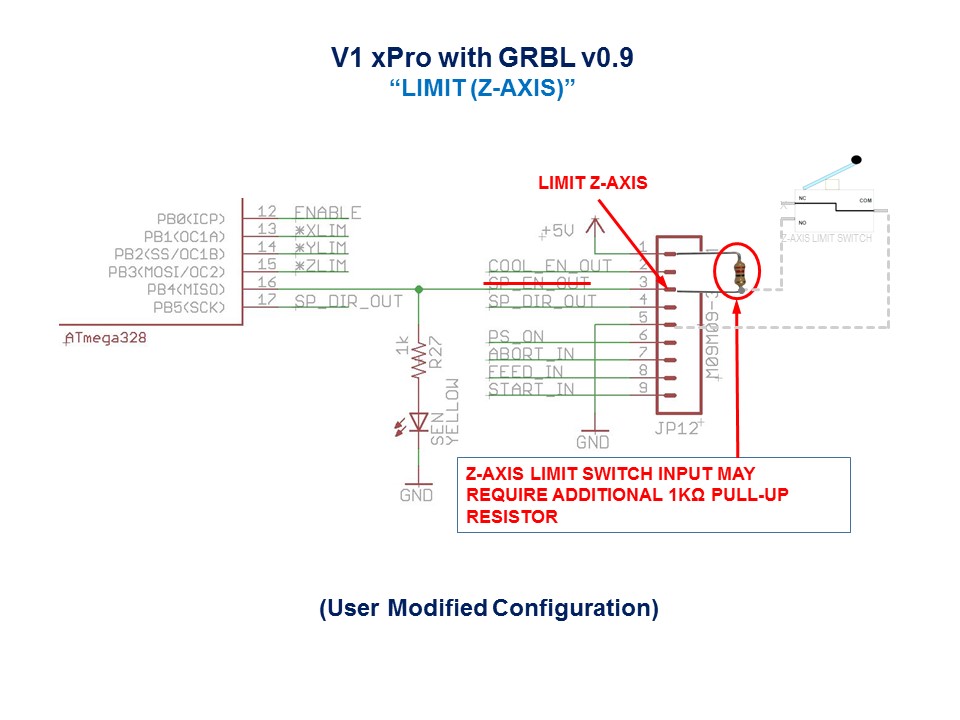 V1 xPro with GRBL v0.9
“LIMIT (Z-AXIS)”
LIMIT Z-AXIS
NC
COM
NO
Z-AXIS LIMIT SWITCH
+5V
PB0(ICP) 12 ENABLE
PB1(OC1A) 13 *XLIM
PB2(SS/OC1B) 14 *YLIM
PB3(MOSI/OC2) 15 *ZLIM
PB4(MISO) 16
PB5(SCK) 17 SP_DIR_OUT
ATmega328
1
COOL_EN_OUT 2
SP_EN_OUT 3
SP_DIR_OUT 4
5
PS_ON 6
ABORT_IN 7
FEED_IN 8
START_IN 9
JP12
1k
R27
SEN
YELLOW
GND
GND
Z-AXIS LIMIT SWITCH INPUT MAY
REQUIRE ADDITIONAL 1KΩ PULL-UP
RESISTOR
(User Modified Configuration)